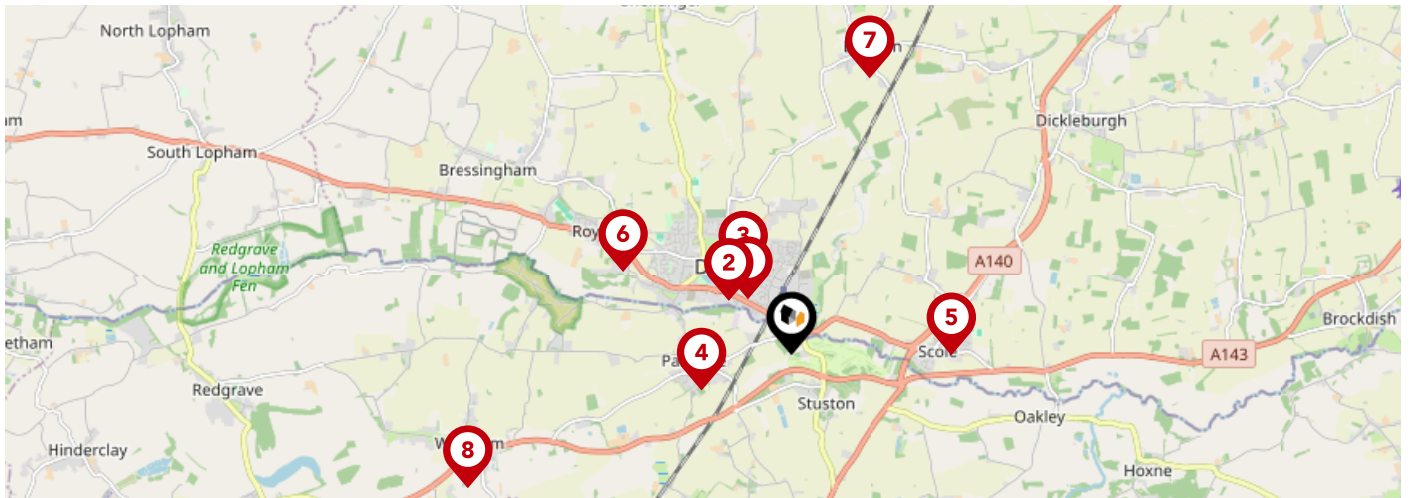 North Lopham
7
Dickleburgh
South Lopham
Bressingham
3
6
2
Redgrave
and Lopham
Fen
A140
5
Brockdish
Scole
4
A143
Redgrave
Stuston
Oakley
8
Hinderclay
Hoxne